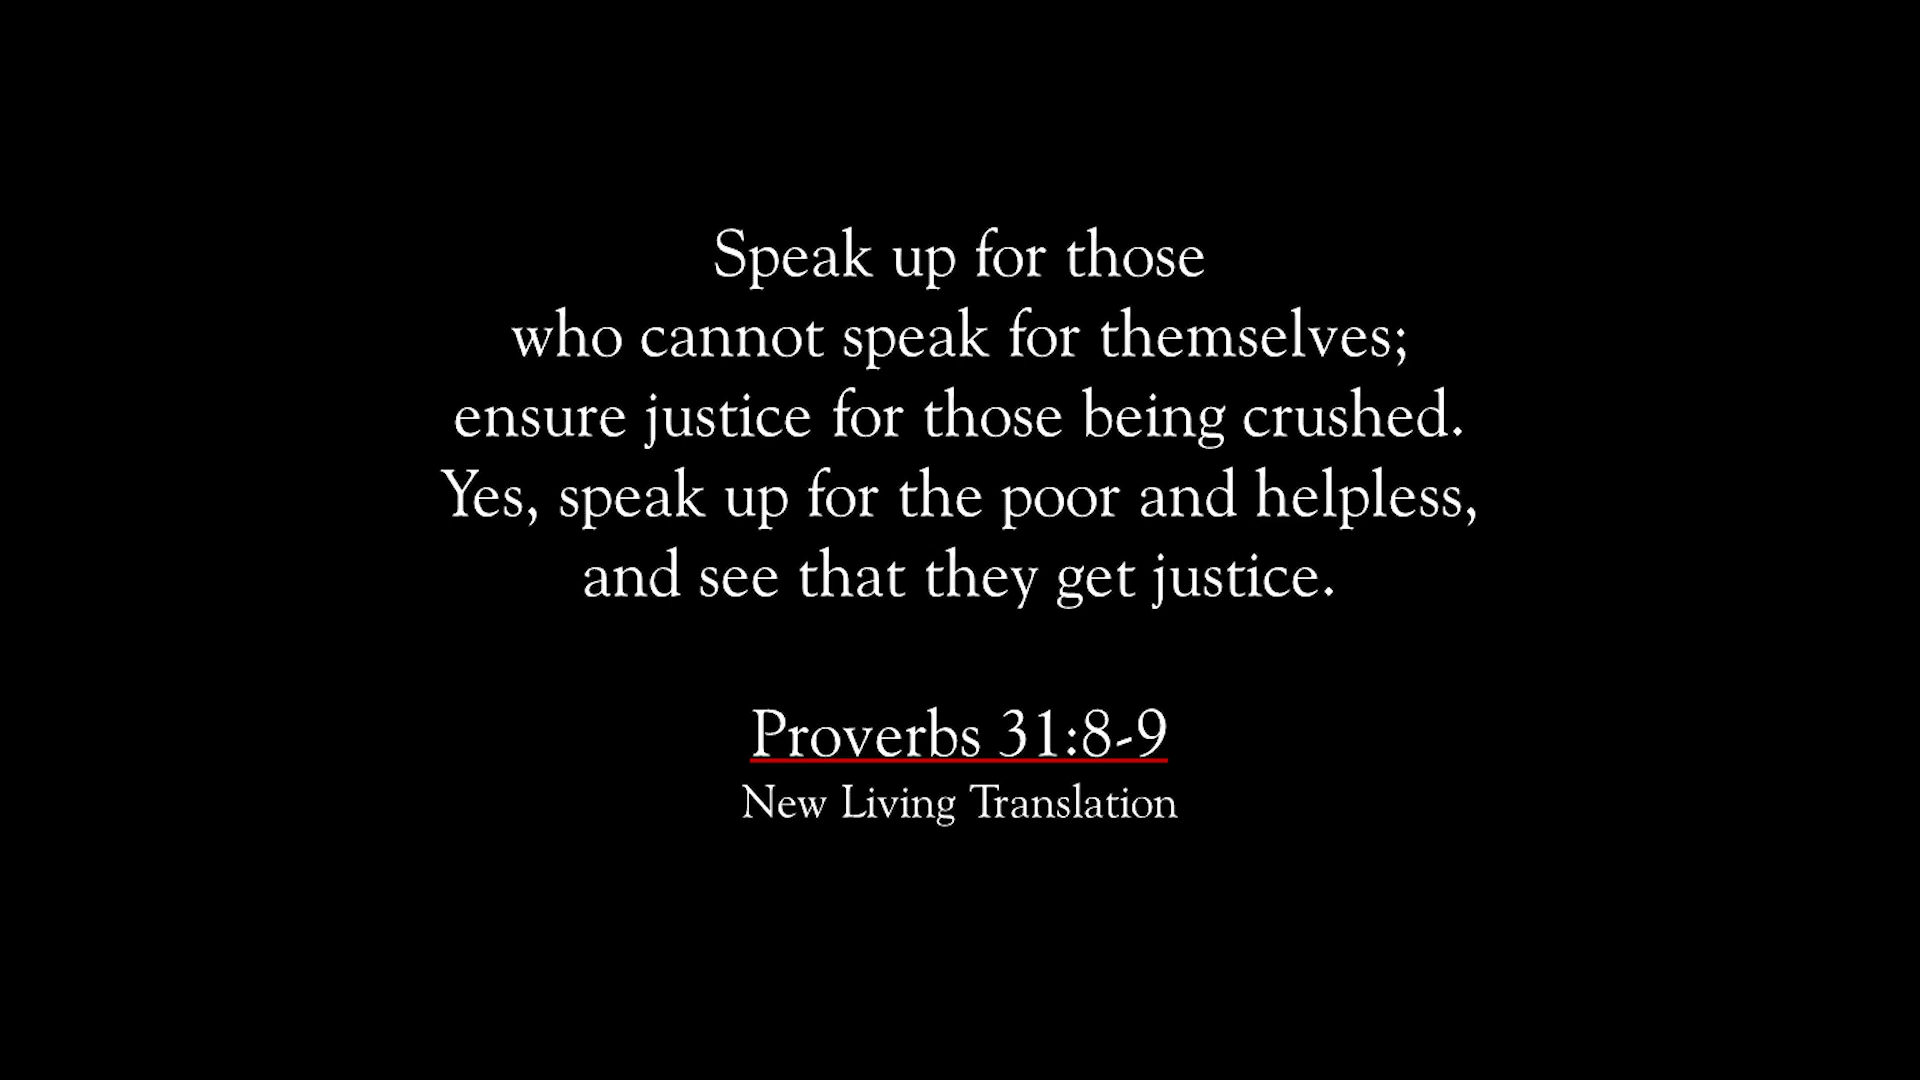 Speak up for those
who cannot speak for themselves;
ensure justice for those being crushed.
Yes, speak up for the poor and helpless,
and see that they get justice.
Proverbs 31:8-9
New Living Translation